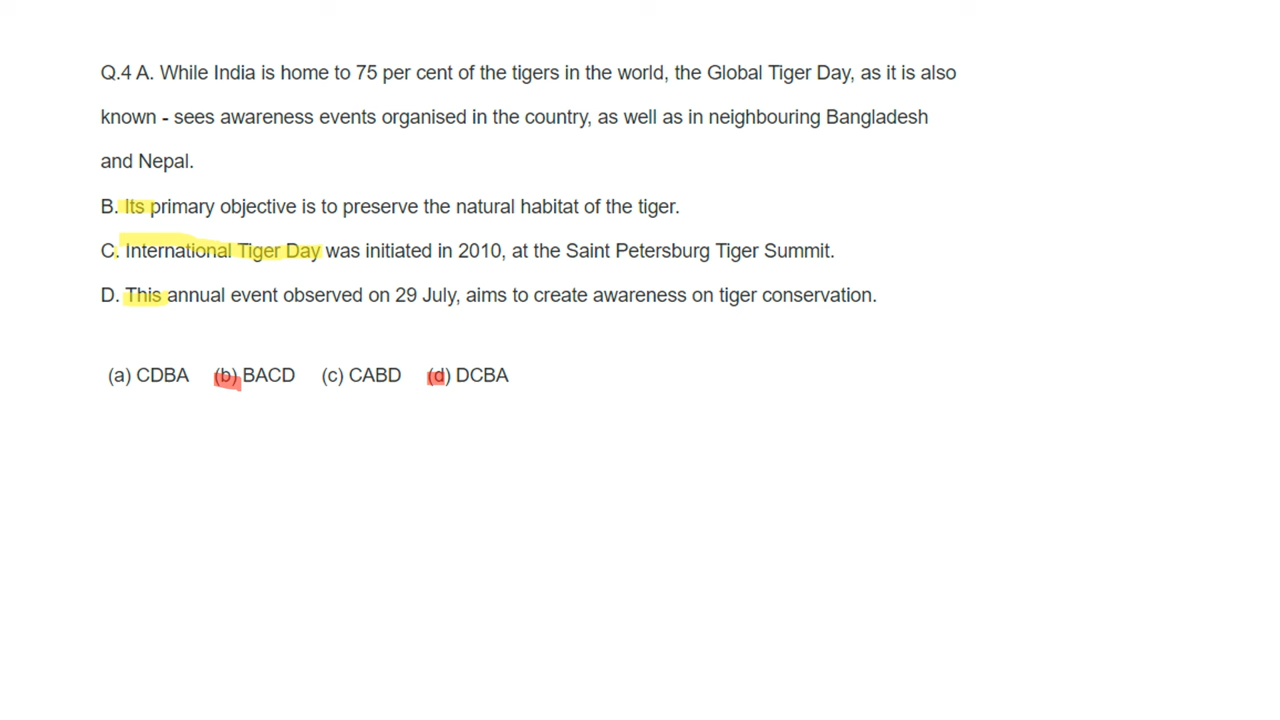 Q.4 A. While India is home to 75 per cent of the tigers in the world, the Global Tiger Day, as it is also
known - sees awareness events organised in the country, as well as in neighbouring Bangladesh
and Nepal.
B. Its primary objective is to preserve the natural habitat of the tiger.
C. International Tiger Day was initiated in 2010, at the Saint Petersburg Tiger Summit.
D. This annual event observed on 29 July, aims to create awareness on tiger conservation.
(a) CDBA (b) BACD (c) CABD (d) DCBA